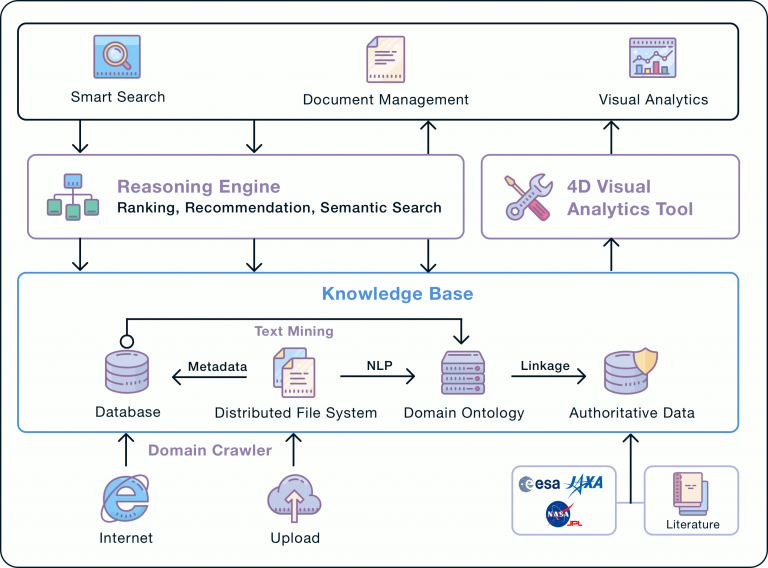 Smart Search
Document Management
Visual Analytics
Reasoning Engine
Ranking, Recommendation, Semantic Search
4D Visual
Analytics Tool
Knowledge Base
Text Mining
Metadata
NLP
Linkage
Database
Distributed File System
Domain Ontology
Authoritative Data
Domain Crawler
Internet
Upload
esa
JAXA
NASA
JPL
Literature